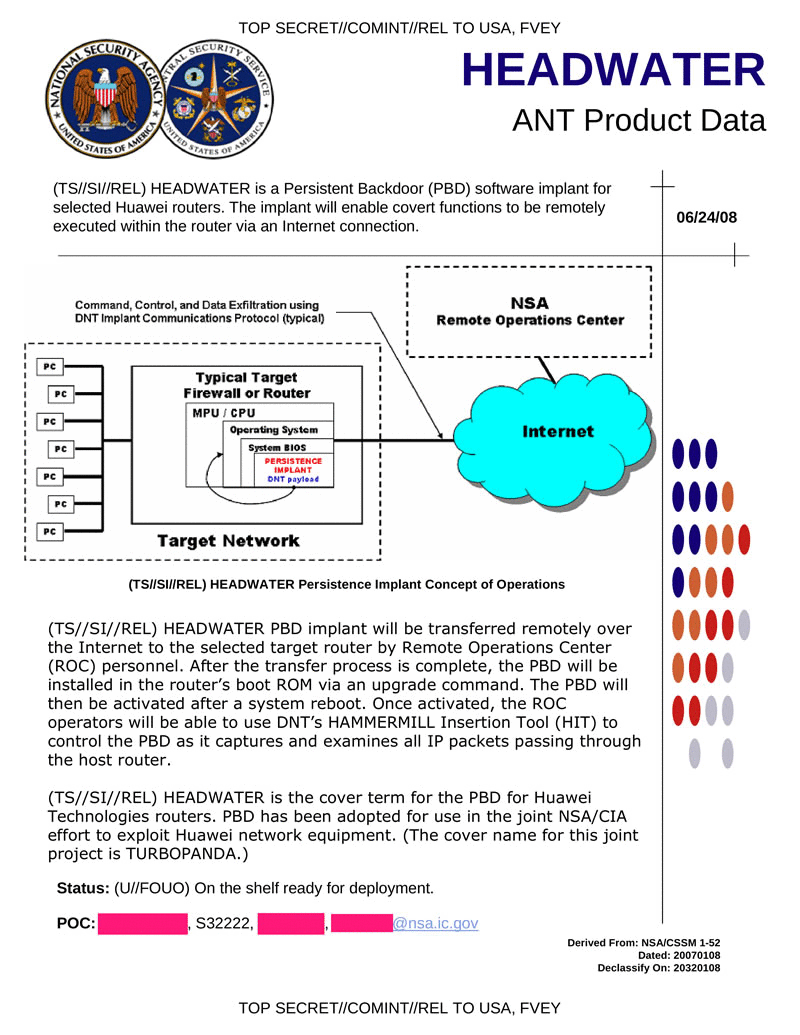 TOP SECRET//COMINT//REL TO USA, FVEY
NATIONAL SECURITY AGENCY
UNITED STATES OF AMERICA
CENTRAL SECURITY SERVICE
UNITED STATES OF AMERICA
HEADWATER
ANT Product Data
(TS//SI//REL) HEADWATER is a Persistent Backdoor (PBD) software implant for
selected Huawei routers. The implant will enable covert functions to be remotely
executed within the router via an Internet connection.
06/24/08
Command, Control, and Data Exfiltration using
DNT Implant Communications Protocol (typical)
NSA
Remote Operations Center
PC
PC
PC
PC
PC
PC
PC
Typical Target
Firewall or Router
MPU / CPU
Operating System
System BIOS
PERSISTENCE
IMPLANT
DNT payload
Internet
Target Network
(TS//SI//REL) HEADWATER Persistence Implant Concept of Operations
(TS//SI//REL) HEADWATER PBD implant will be transferred remotely over
the Internet to the selected target router by Remote Operations Center
(ROC) personnel. After the transfer process is complete, the PBD will be
installed in the router's boot ROM via an upgrade command. The PBD will
then be activated after a system reboot. Once activated, the ROC
operators will be able to use DNT's HAMMERMILL Insertion Tool (HIT) to
control the PBD as it captures and examines all IP packets passing through
the host router.
(TS//SI//REL) HEADWATER is the cover term for the PBD for Huawei
Technologies routers. PBD has been adopted for use in the joint NSA/CIA
effort to exploit Huawei network equipment. (The cover name for this joint
project is TURBOPANDA.)
Status: (U//FOUO) On the shelf ready for deployment.
POC: , S32222, , @nsa.ic.gov
Derived From: NSA/CSSM 1-52
Dated: 20070108
Declassify On: 20320108
TOP SECRET//COMINT//REL TO USA, FVEY